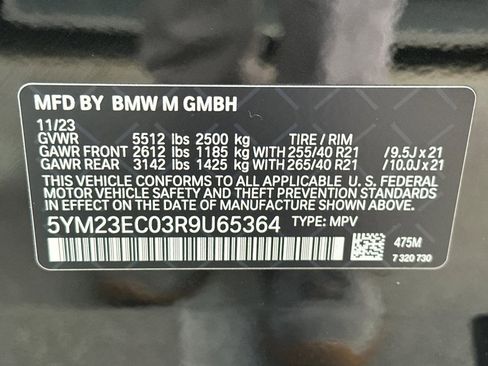 MFD BY BMW M GMBH
11/23
GVWR 5512 lbs 2500 kg TIRE / RIM
GAWR FRONT 2612 lbs 1185 kg WITH 255/40 R21 / 9.5J x 21
GAWR REAR 3142 lbs 1425 kg WITH 265/40 R21 / 10.0J x 21
THIS VEHICLE CONFORMS TO ALL APPLICABLE U.S. FEDERAL
MOTOR VEHICLE SAFETY AND THEFT PREVENTION STANDARDS
IN EFFECT ON THE DATE OF MANUFACTURE SHOWN ABOVE.
5YM23EC03R9U65364 TYPE: MPV
475M
7 320 730